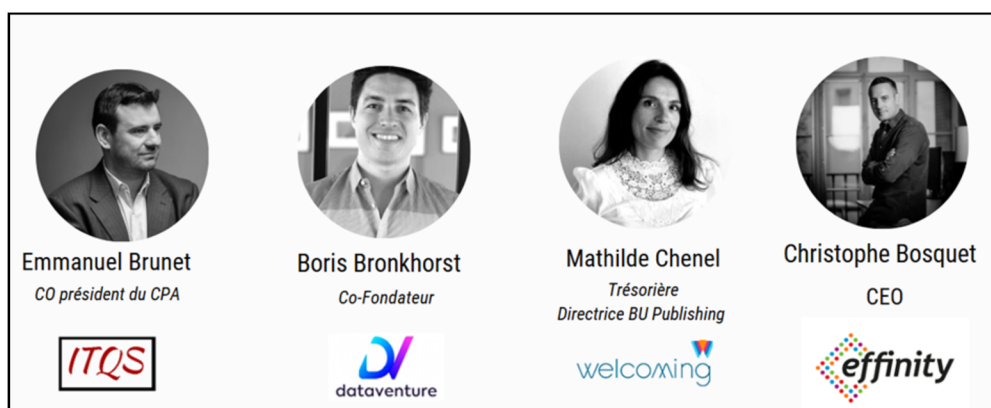 Emmanuel Brunet
CO président du CPA
ITQS
Boris Bronkhorst
Co-Fondateur
dataventure
Mathilde Chenel
Trésorière
Directrice BU Publishing
welcoming
Christophe Bosquet
CEO
effinity